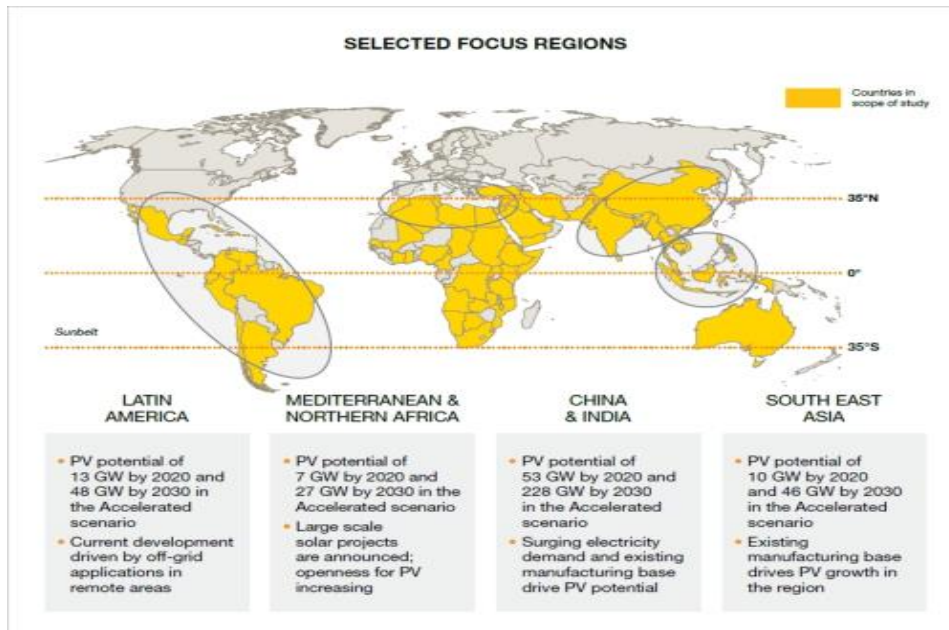 SELECTED FOCUS REGIONS
Countries in
scope of study
35°N
0°
Sunbelt
35°S
LATIN
AMERICA
• PV potential of
13 GW by 2020 and
48 GW by 2030 in
the Accelerated
scenario
• Current development
driven by off-grid
applications in
remote areas
MEDITERRANEAN &
NORTHERN AFRICA
• PV potential of
7 GW by 2020 and
27 GW by 2030 in the
Accelerated scenario
• Large scale
solar projects
are announced;
openness for PV
increasing
CHINA
& INDIA
• PV potential of
53 GW by 2020 and
228 GW by 2030
in the Accelerated
scenario
• Surging electricity
demand and existing
manufacturing base
drive PV potential
SOUTH EAST
ASIA
• PV potential of
10 GW by 2020
and 46 GW by 2030
in the Accelerated
scenario
• Existing
manufacturing base
drives PV growth in
the region